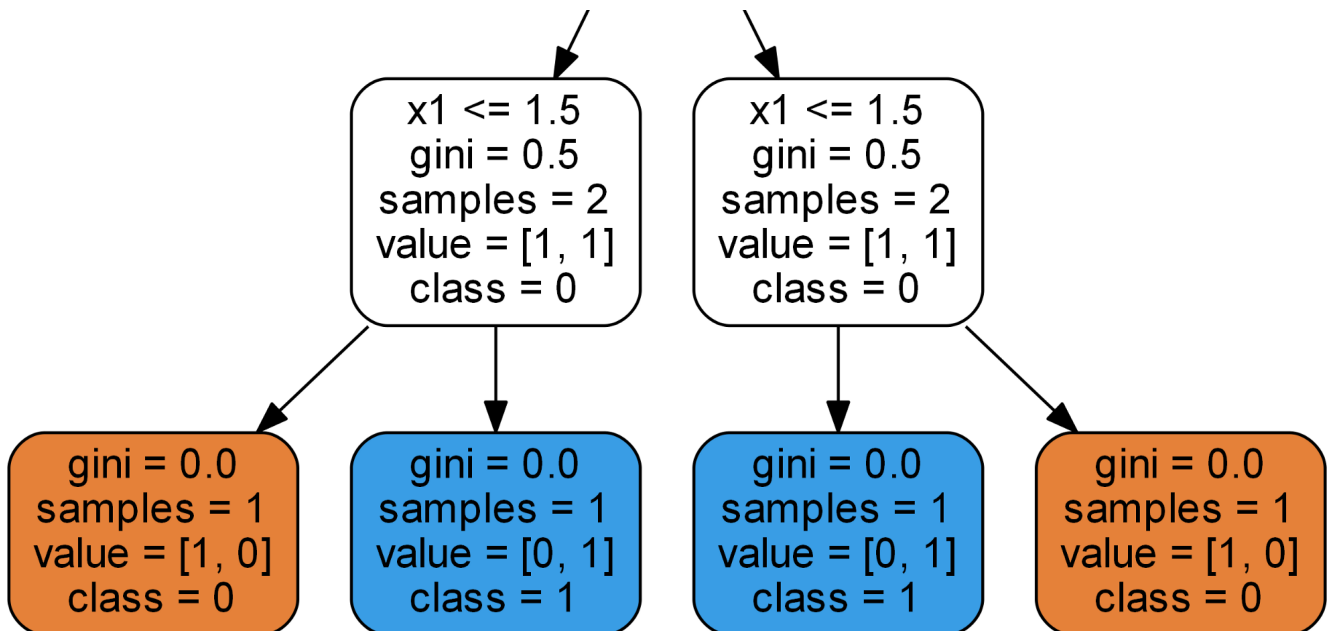 x1 <= 1.5
gini = 0.5
samples = 2
value = [1, 1]
class = 0
x1 <= 1.5
gini = 0.5
samples = 2
value = [1, 1]
class = 0
gini = 0.0
samples = 1
value = [1, 0]
class = 0
gini = 0.0
samples = 1
value = [0, 1]
class = 1
gini = 0.0
samples = 1
value = [0, 1]
class = 1
gini = 0.0
samples = 1
value = [1, 0]
class = 0